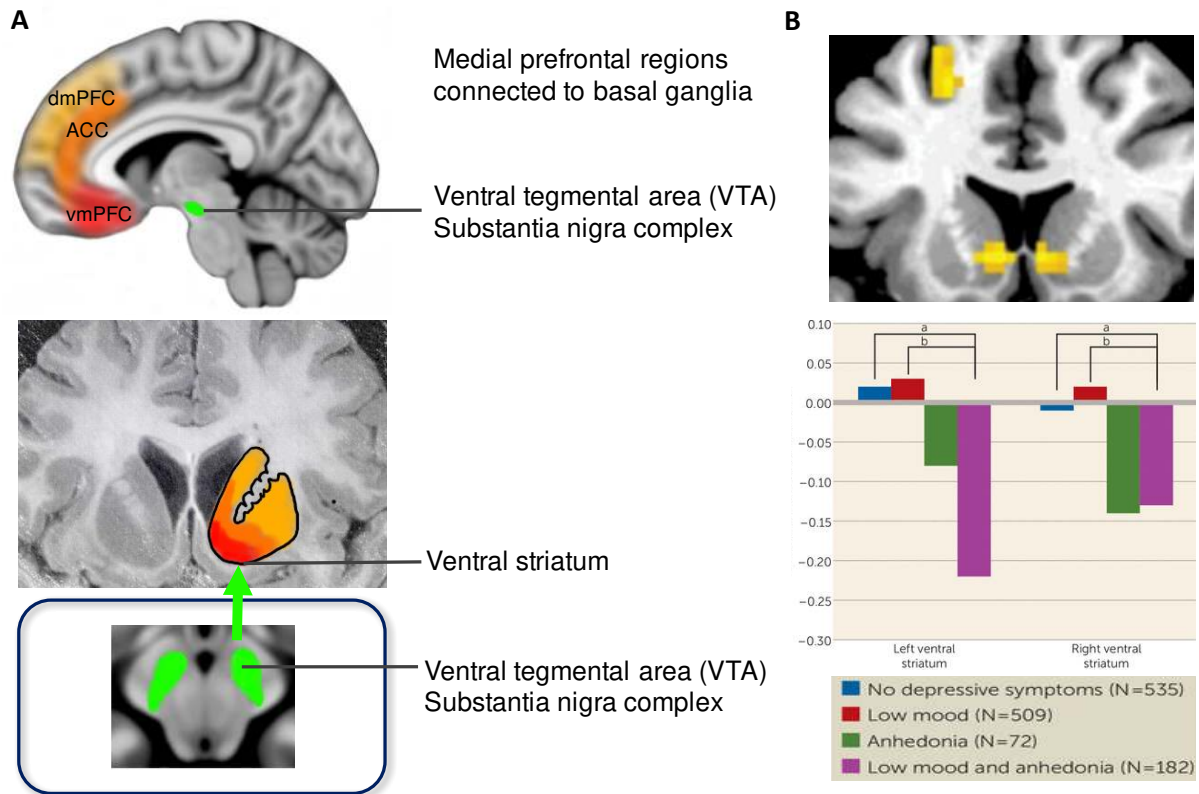 A
dmPFC
ACC
vmPFC
Medial prefrontal regions
connected to basal ganglia
Ventral tegmental area (VTA)
Substantia nigra complex
Ventral striatum
Ventral tegmental area (VTA)
Substantia nigra complex
B
0.10
0.05
0.00
−0.05
−0.10
−0.15
−0.20
−0.25
−0.30
a
b
a
b
Left ventral
striatum
Right ventral
striatum
No depressive symptoms (N=535)
Low mood (N=509)
Anhedonia (N=72)
Low mood and anhedonia (N=182)